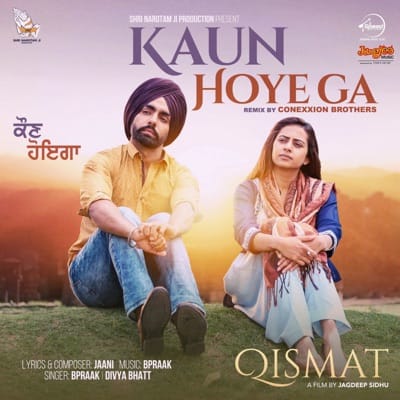 SHRI NAROTAM JI PRODUCTION PRESENT
KAUN
HOYE GA
REMIX BY CONEXXION BROTHERS
ਕੌਣ
ਹੋਇਗਾ
LYRICS & COMPOSER: JAANI MUSIC: BPRAAK
SINGER: BPRAAK | DIVYA BHATT
QISMAT
A FILM BY JAGDEEP SIDHU